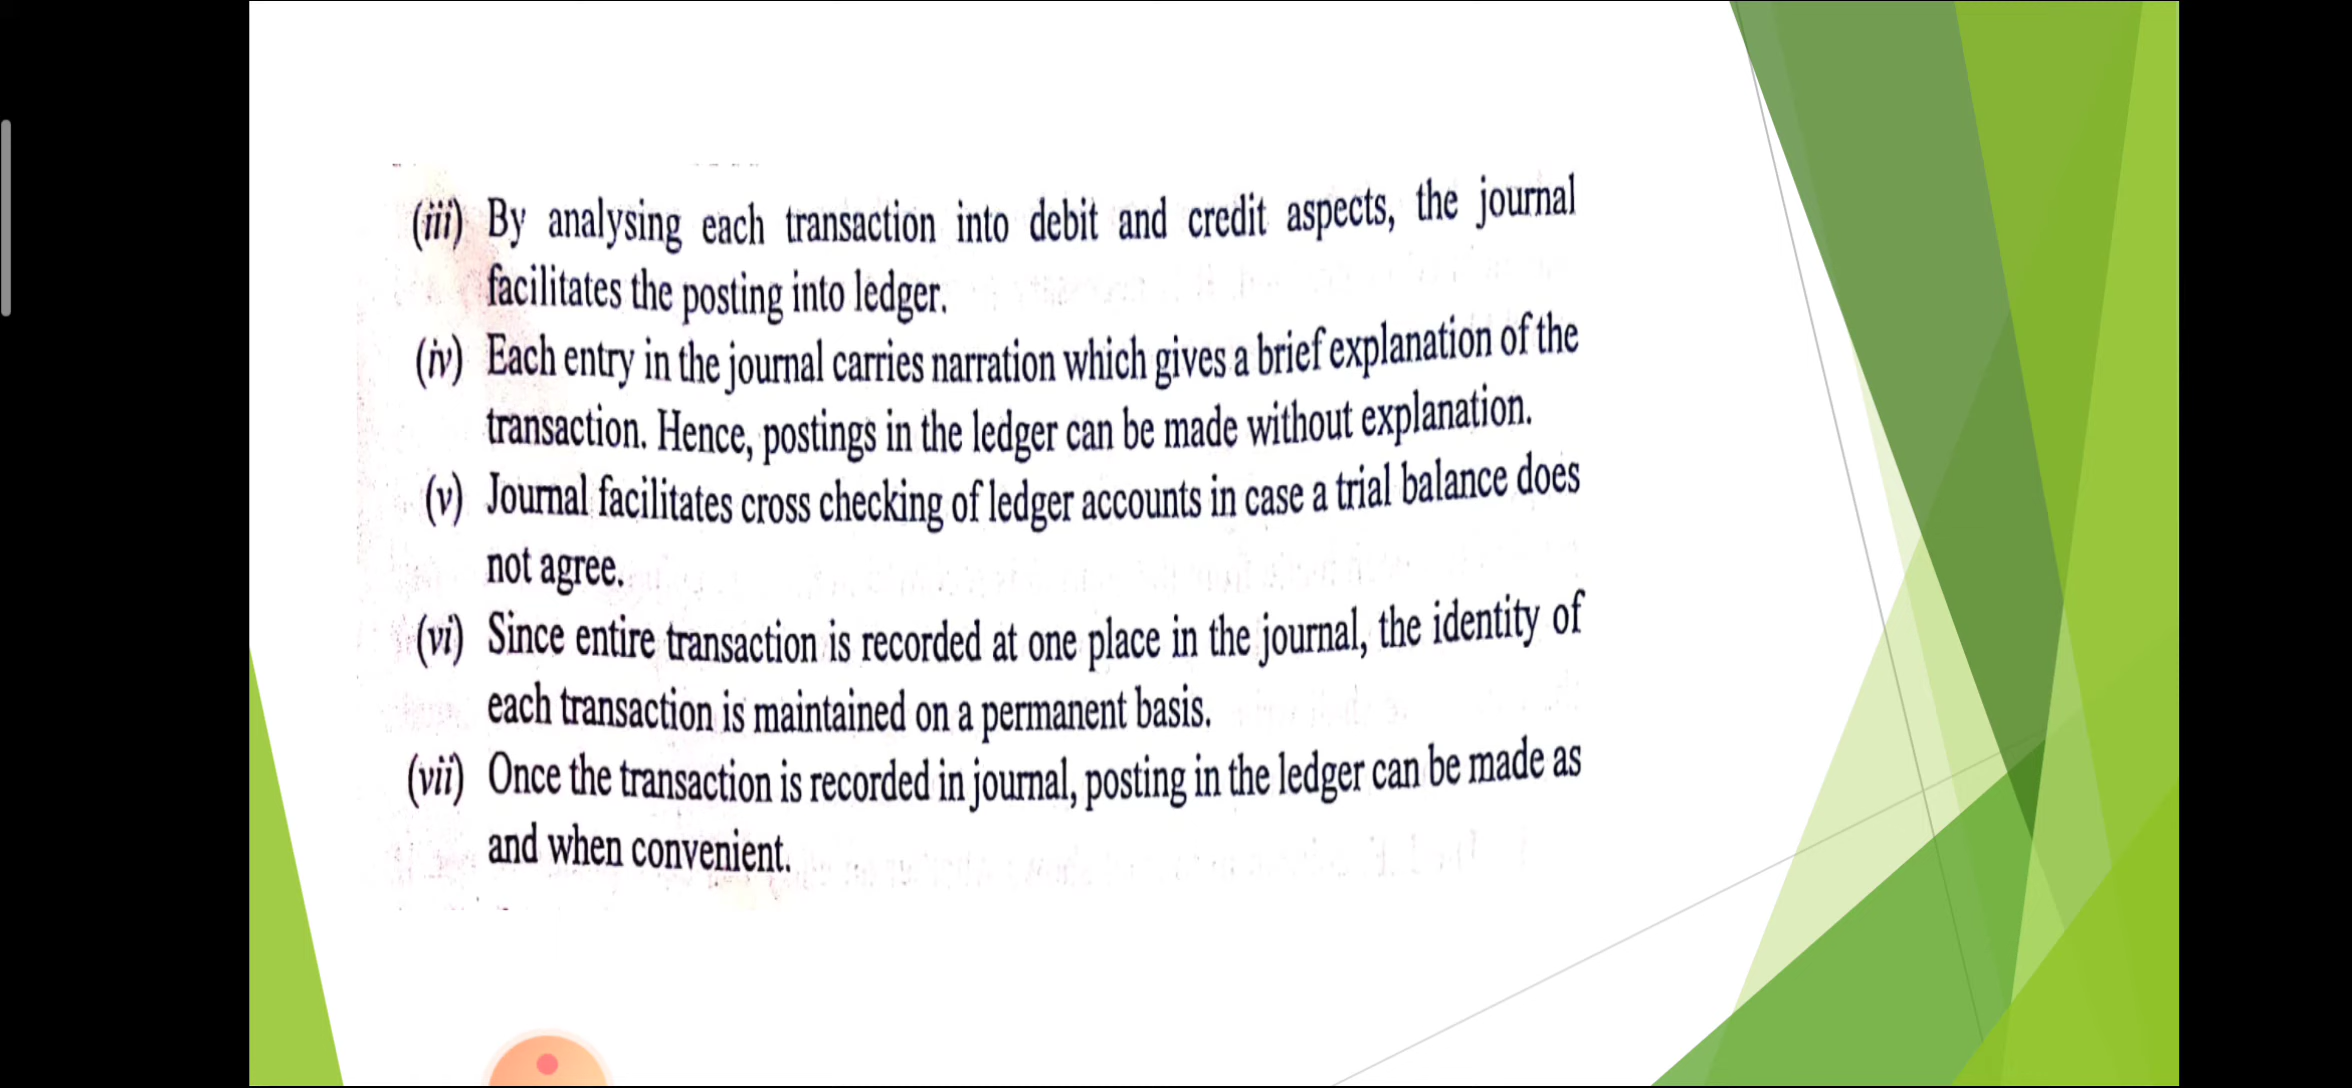 (iii) By analysing each transaction into debit and credit aspects, the journal
facilitates the posting into ledger.
(iv) Each entry in the journal carries narration which gives a brief explanation of the
transaction. Hence, postings in the ledger can be made without explanation.
(v) Journal facilitates cross checking of ledger accounts in case a trial balance does
not agree.
(vi) Since entire transaction is recorded at one place in the journal, the identity of
each transaction is maintained on a permanent basis.
(vii) Once the transaction is recorded in journal, posting in the ledger can be made as
and when convenient.